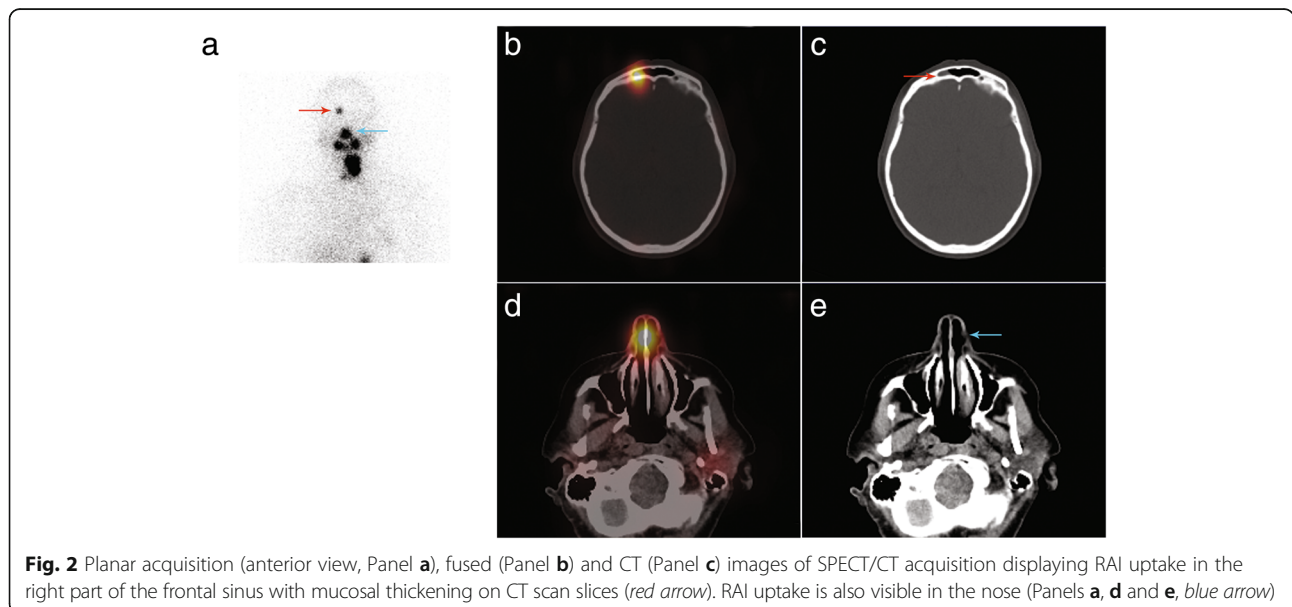 a
b
c
d
e
Fig. 2 Planar acquisition (anterior view, Panel a), fused (Panel b) and CT (Panel c) images of SPECT/CT acquisition displaying RAI uptake in the
right part of the frontal sinus with mucosal thickening on CT scan slices (red arrow). RAI uptake is also visible in the nose (Panels a, d and e, blue arrow)